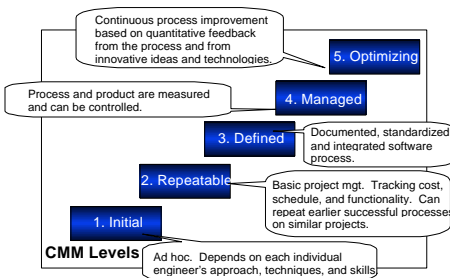 Continuous process improvement
based on quantitative feedback
from the process and from
innovative ideas and technologies.
5. Optimizing
Process and product are measured
and can be controlled.
4. Managed
3. Defined
Documented, standardized
and integrated software
process.
2. Repeatable
Basic project mgt. Tracking cost,
schedule, and functionality. Can
repeat earlier successful processes
on similar projects.
1. Initial
CMM Levels
Ad hoc. Depends on each individual
engineer's approach, techniques, and skills